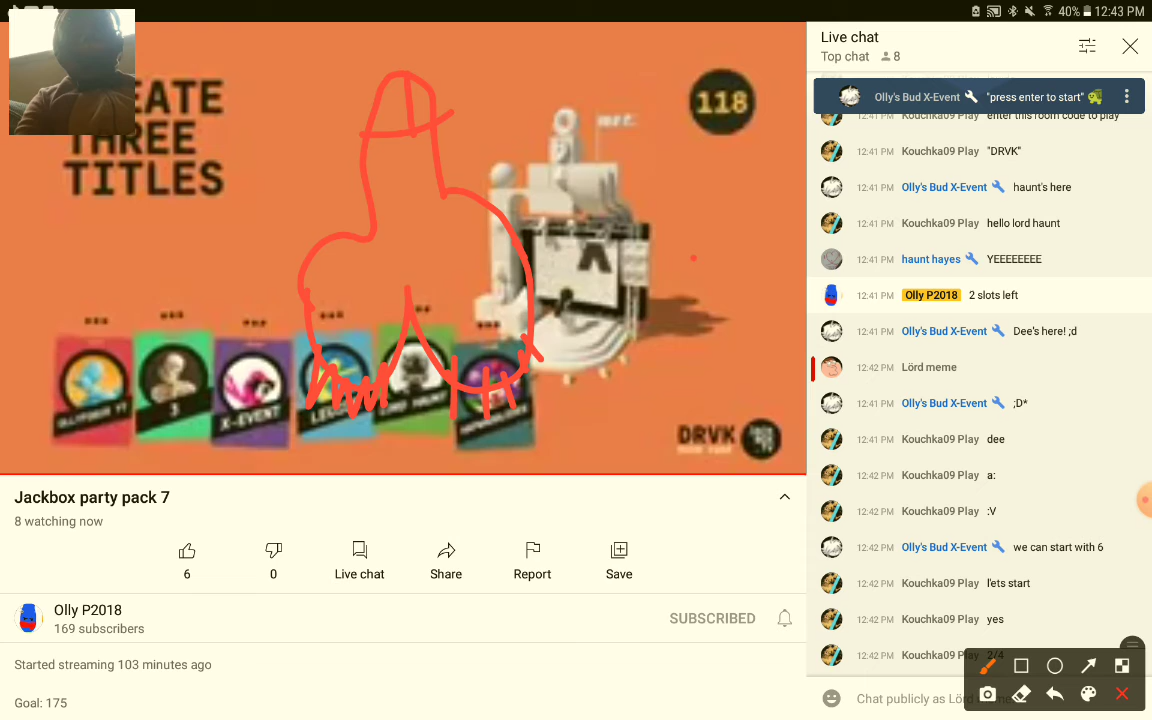 40% 12:43 PM
EATE
THREE
TITLES
118
X-EVENT
DRVK
Jackbox party pack 7
8 watching now
6
0
Live chat
Share
Report
Save
Olly P2018
169 subscribers
SUBSCRIBED
Started streaming 103 minutes ago
Goal: 175
Live chat
Top chat 8
Olly's Bud X-Event "press enter to start"
12:41 PM Kouchka09 Play enter this room code to play
12:41 PM Kouchka09 Play "DRVK"
12:41 PM Olly's Bud X-Event haunt's here
12:41 PM Kouchka09 Play hello lord haunt
12:41 PM haunt hayes YEEEEEEEE
12:41 PM Olly P2018 2 slots left
12:41 PM Olly's Bud X-Event Dee's here! ;d
12:42 PM Lörd meme
12:41 PM Olly's Bud X-Event ;D*
12:41 PM Kouchka09 Play dee
12:42 PM Kouchka09 Play a:
12:42 PM Kouchka09 Play :V
12:42 PM Olly's Bud X-Event we can start with 6
12:42 PM Kouchka09 Play l'ets start
12:42 PM Kouchka09 Play yes
12:42 PM Kouchka09 Play 2/4
Chat publicly as Lörd